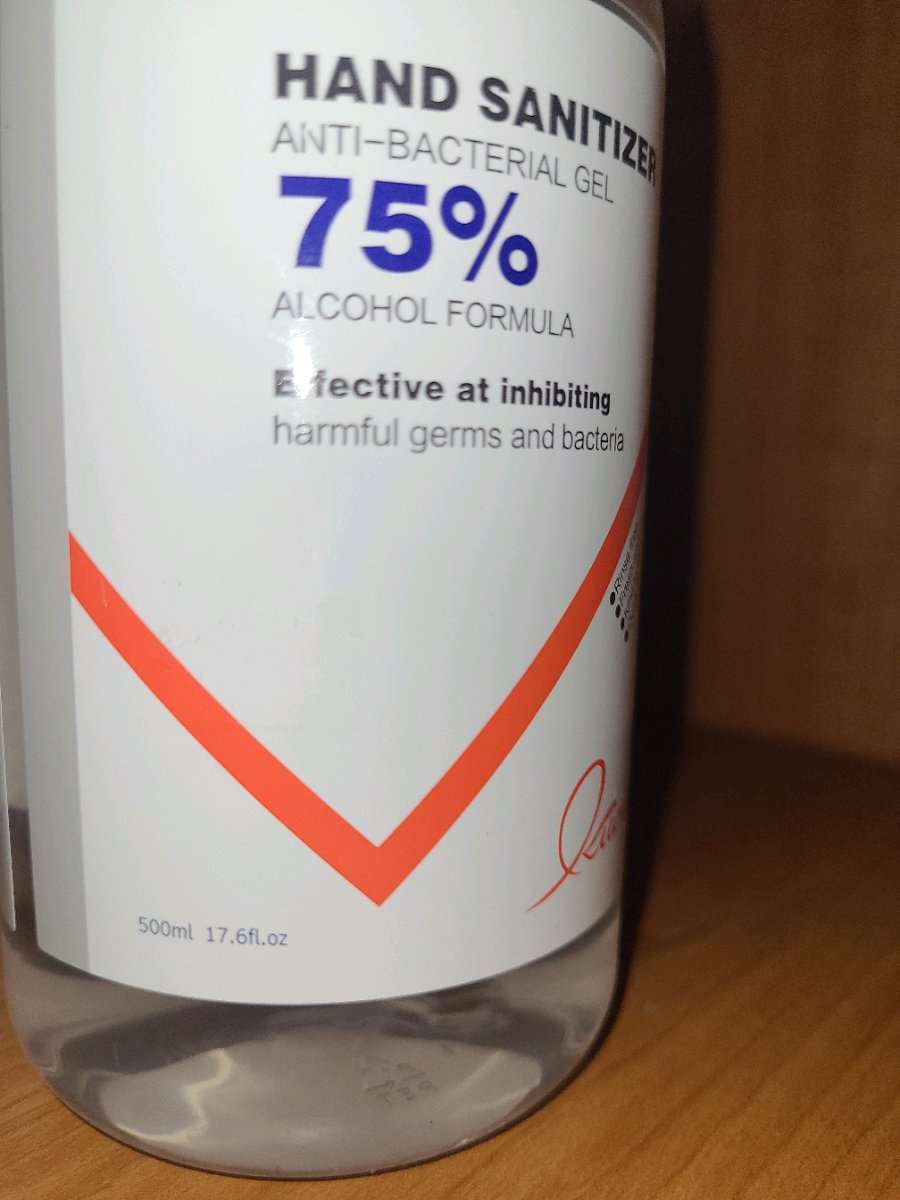 HAND SANITIZER
ANTI-BACTERIAL GEL
75%
ALCOHOL FORMULA
Effective at inhibiting
harmful germs and bacteria
500ml 17.6fl.oz